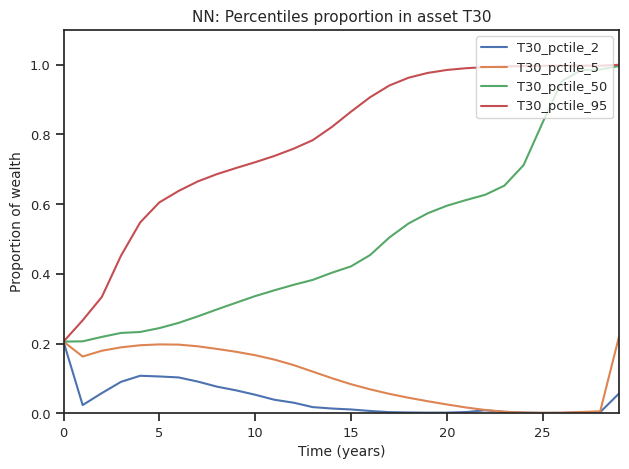 NN: Percentiles proportion in asset T30
T30_pctile_2
T30_pctile_5
T30_pctile_50
T30_pctile_95
Proportion of wealth
1.0
0.8
0.6
0.4
0.2
0.0
0 5 10 15 20 25
Time (years)